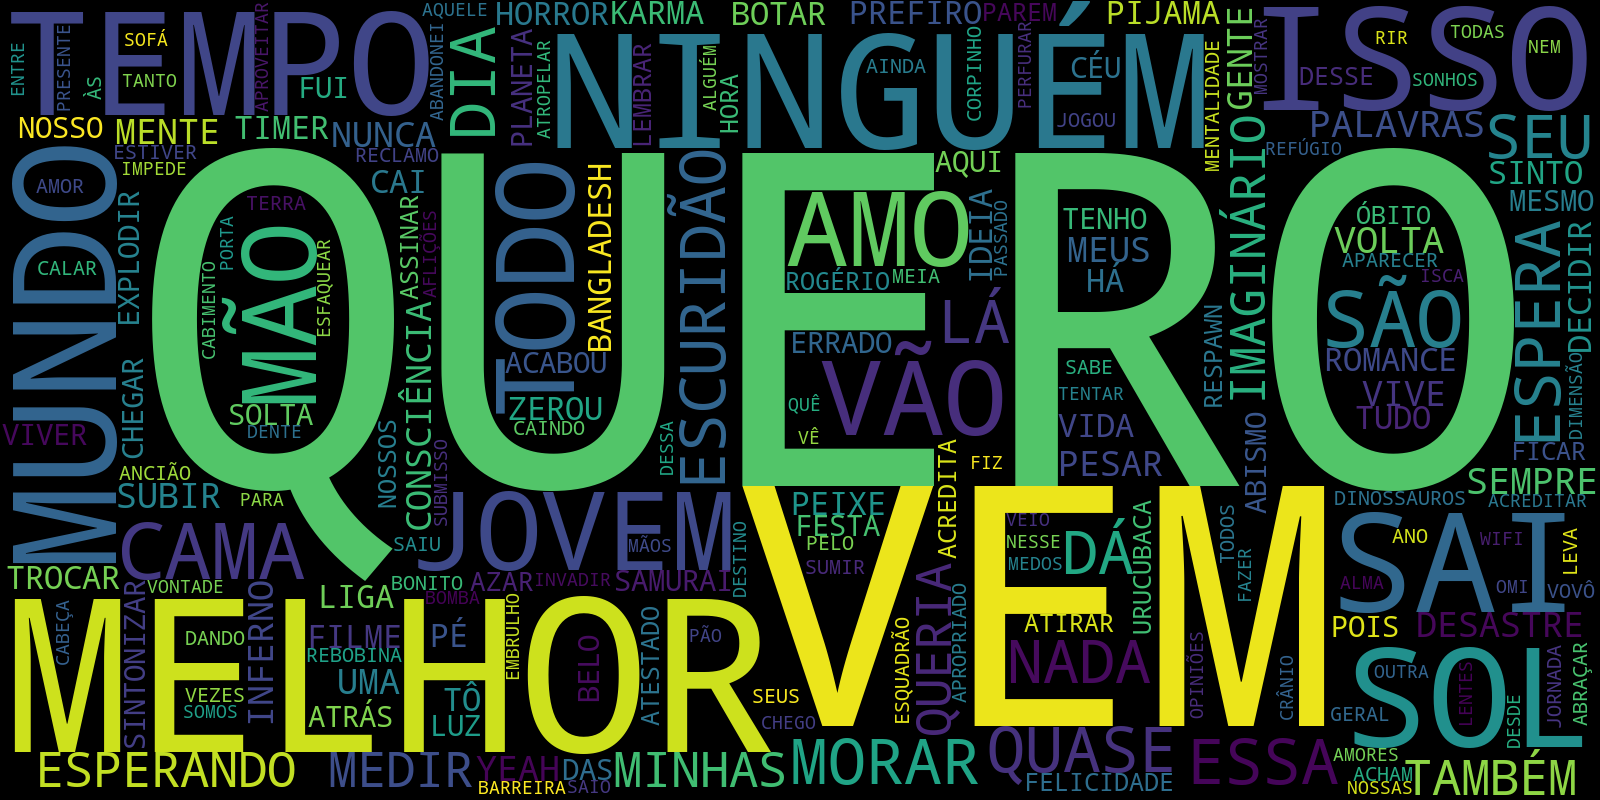 TEMPO
ENTRE
PRESENTE
SOFÁ
TANTO
ÀS
APROVEITAR
FUI
AQUELE
ABANDONEI
DIA
HORROR
PLANETA
ATROPELAR
KARMA
LEMBRAR
ALGUÉM
HORA
BOTAR
NINGUÉM
PREFIRO
AINDA
PAREM
CORPINHO
PERFURAR
CÉU
JOGOU
PIJAMA
MENTALIDADE
GENTE
MOSTRAR
ISSO
RIR
DESSE
TODAS
SONHOS
NEM
NOSSO
MENTE
TIMER
NUNCA
ESTIVER
IMPEDE
RECLAMO
CAI
PALAVRAS
REFÚGIO
SEU
SINTO
MESMO
MUNDO
AMOR
CALAR
EXPLODIR
QUERO
TERRA
PORTA
CABIMENTO
MÃO
ESFAQUEAR
SOLTA
DENTE
ASSINAR
AFLIÇÕES
CONSCIÊNCIA
TODO
BANGLADESH
ACABOU
ZEROU
CAINDO
ESCURIDÃO
DESSA
AQUI
AMO
IDEIA
PASSADO
ROGÉRIO
MEIA
LÁ
ERRADO
VÃO
QUÊ
VÊ
TENHO
MEUS
HÁ
SABE
TENTAR
VIDA
PESAR
RESPAWN
IMAGINÁRIO
ABISMO
ÓBITO
VOLTA
APARECER
ISCA
SÃO
ROMANCE
VIVE
TUDO
ESPERA
DECIDIR
DIMENSÃO
FICAR
VIVER
CHEGAR
ANCIÃO
SUBIR
PARA
NOSSOS
SUBMISSO
JOVEM
MÃOS
SAIU
CAMA
TROCAR
VONTADE
LIGA
BONITO
BOMBA
AZAR
INVADIR
SAMURAI
DESTINO
VEM
PEIXE
FESTA
PELO
SUMIR
ACREDITA
FIZ
VEIO
NESSE
MEDOS
DÁ
URUCUBACA
TODOS
FAZER
SEMPRE
DINOSSAUROS
ACREDITAR
SAI
ANO
WIFI
LEVA
ALMA
OMI
VOVÔ
MELHOR
CABEÇA
SINTONIZAR
DANDO
VEZES
SOMOS
INFERNO
FILME
REBOBINA
UMA
ATRÁS
PÉ
TÔ
LUZ
EMBRULHO
BELO
ATESTADO
PÃO
SEUS
CHEGO
ESQUADRÃO
QUERIA
APROPRIADO
ATIRAR
NADA
OPINIÕES
CRÂNIO
POIS
DESASTRE
SOL
OUTRA
LENTES
GERAL
DESDE
JORNADA
ABRAÇAR
ESPERANDO
MEDIR
YEAH
DAS
BARREIRA
SAIO
MINHAS
MORAR
QUASE
FELICIDADE
ESSA
AMORES
ACHAM
NOSSAS
TAMBÉM